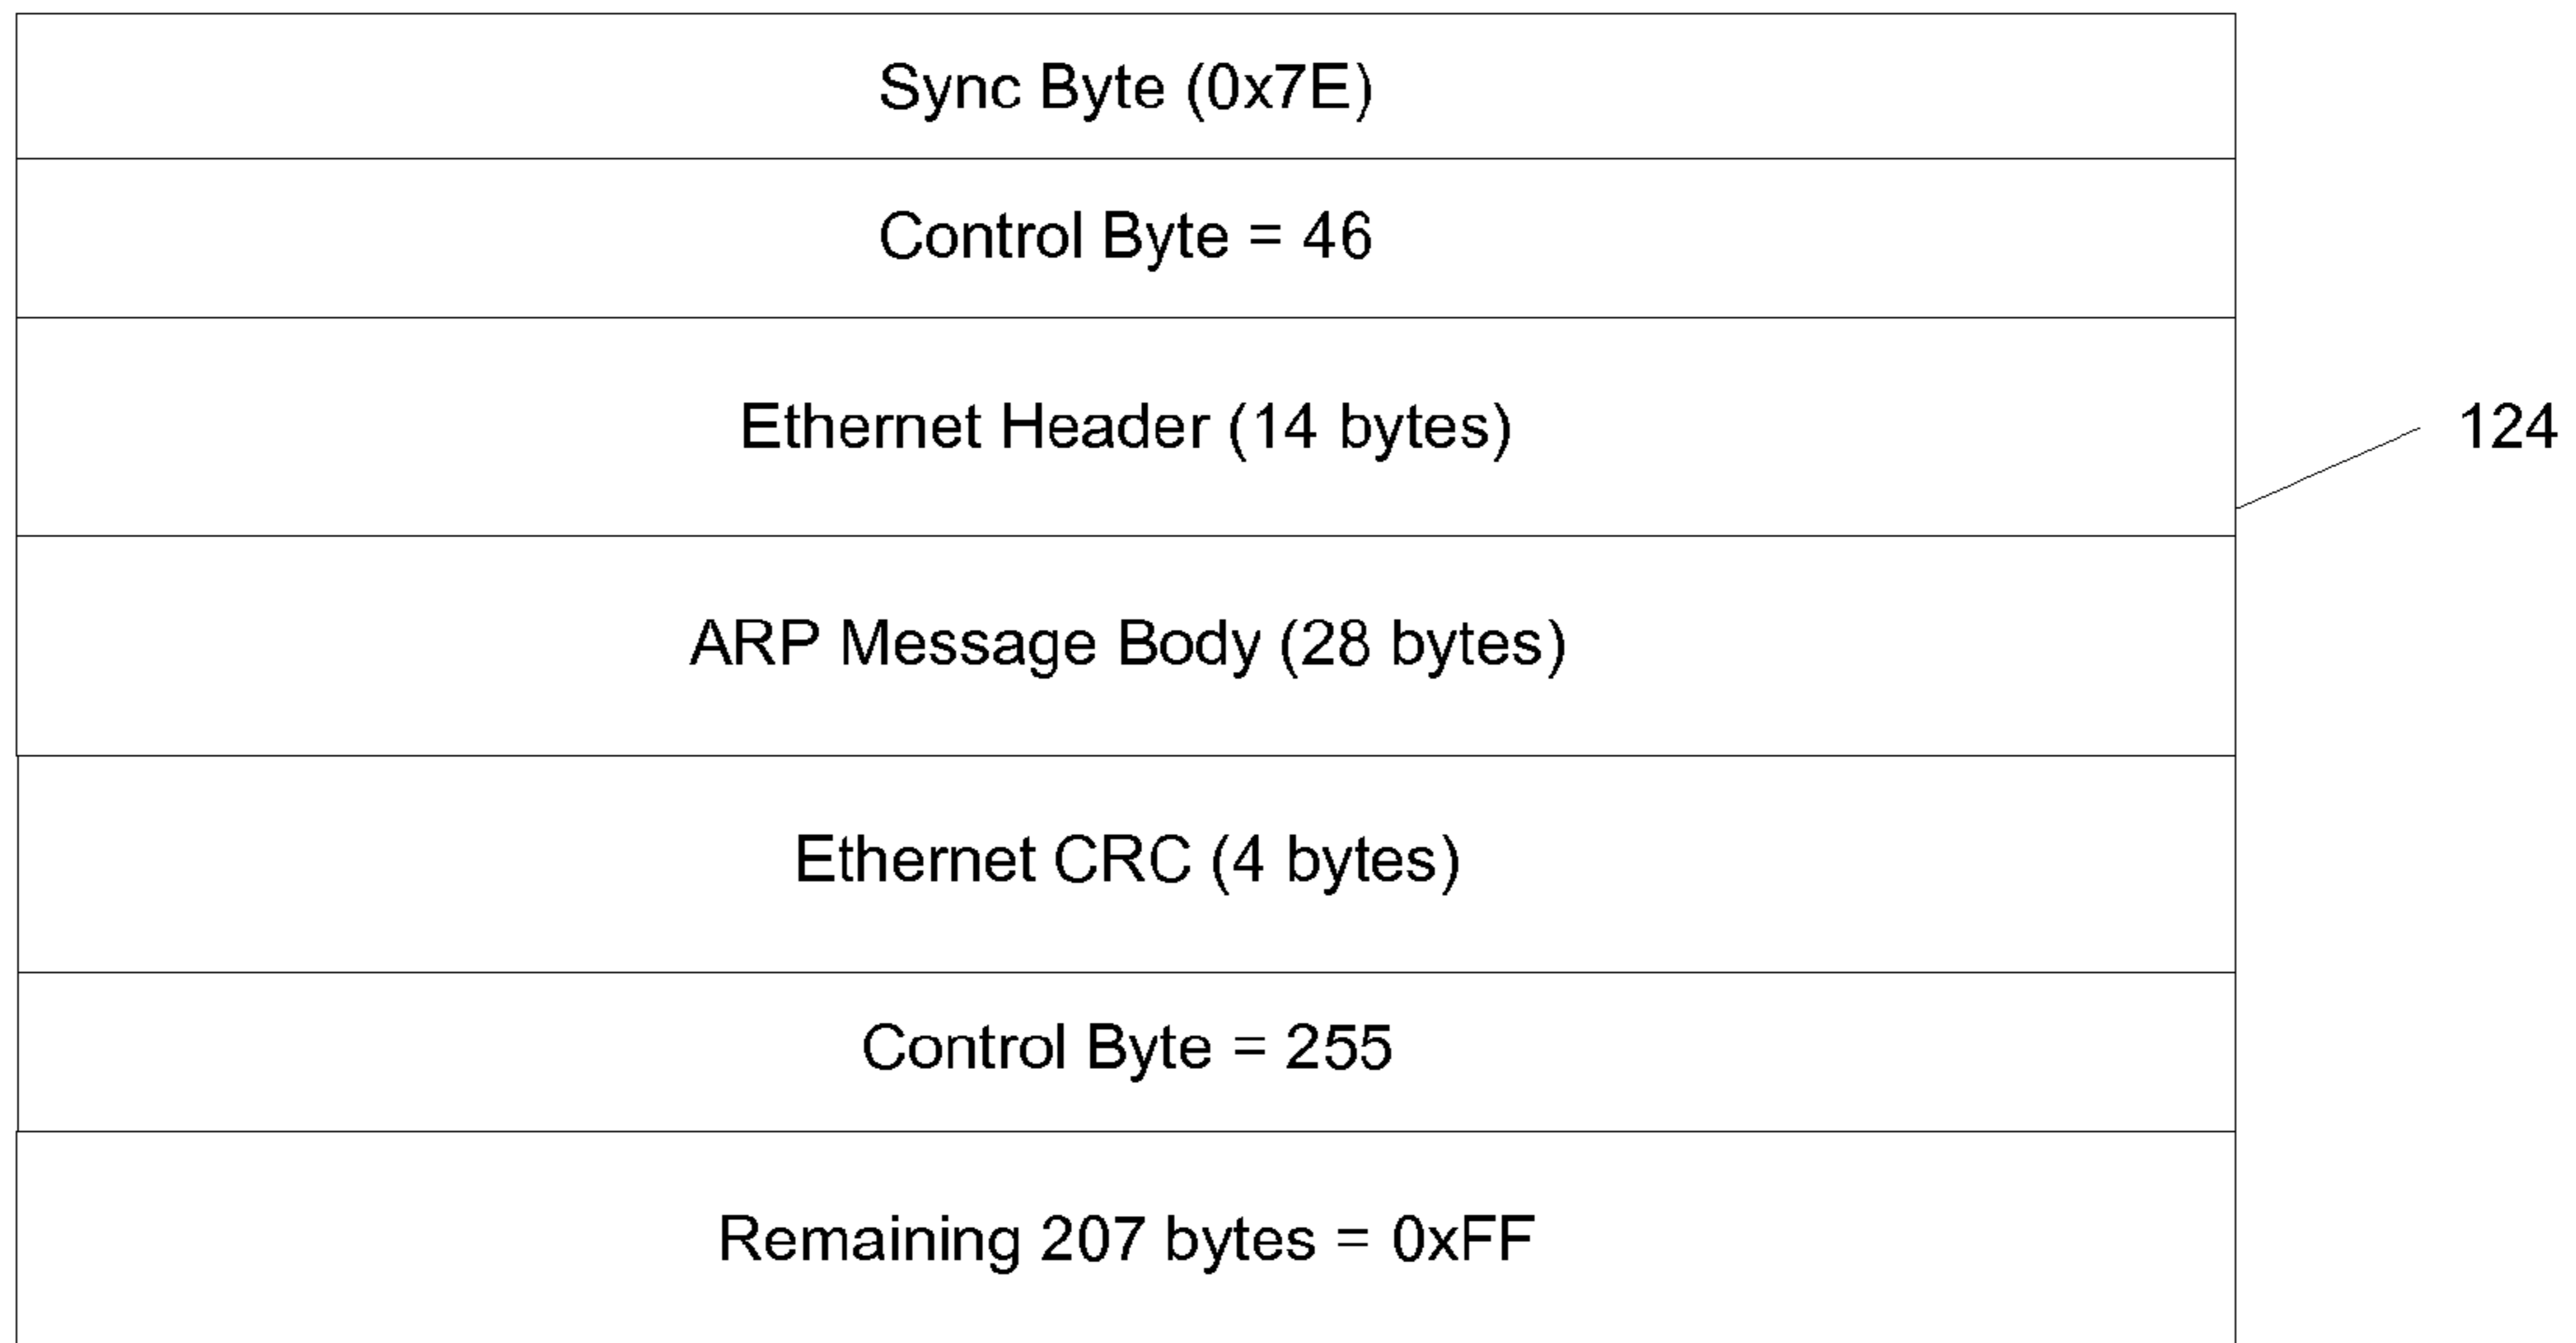 Sync Byte (0x7E)
Control Byte = 46
Ethernet Header (14 bytes)
124
ARP Message Body (28 bytes)
Ethernet CRC (4 bytes)
Control Byte = 255
Remaining 207 bytes = 0xFF